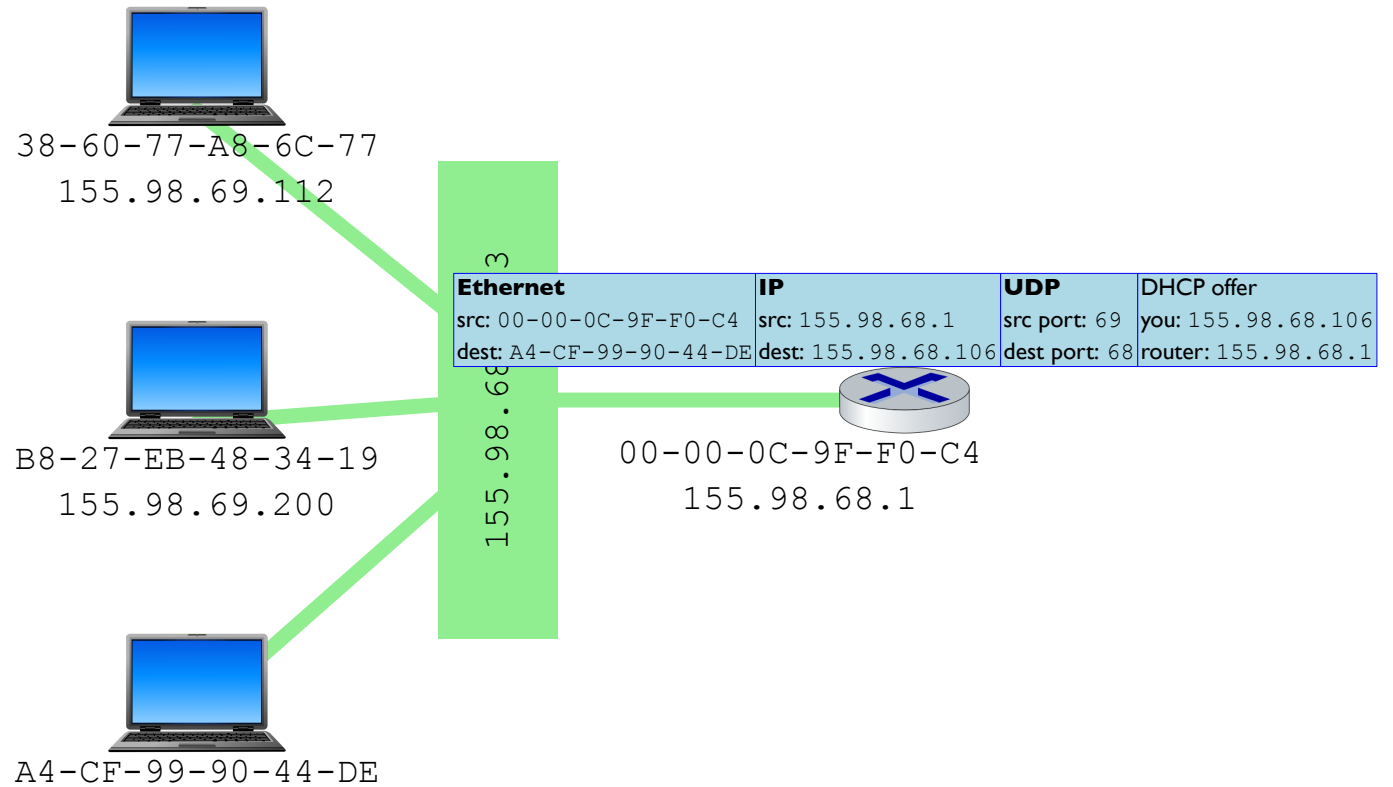 38-60-77-A8-6C-77
155.98.69.112
Ethernet IP UDP DHCP offer
src: 00-00-0C-9F-F0-C4 src: 155.98.68.1 src port: 69 you: 155.98.68.106
dest: A4-CF-99-90-44-DE dest: 155.98.68.106 dest port: 68 router: 155.98.68.1
155.98.68
3
B8-27-EB-48-34-19
155.98.69.200
00-00-0C-9F-F0-C4
155.98.68.1
A4-CF-99-90-44-DE